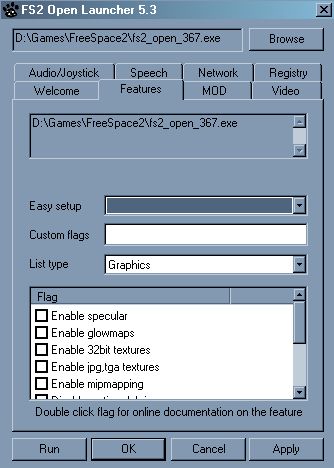 FS2 Open Launcher 5.3
D:\Games\FreeSpace2\fs2_open_367.exe
Browse
Audio/Joystick
Speech
Network
Registry
Welcome
Features
MOD
Video
D:\Games\FreeSpace2\fs2_open_367.exe
Easy setup
Custom flags
List type
Graphics
Flag
Enable specular
Enable glowmaps
Enable 32bit textures
Enable jpg,tga textures
Enable mipmapping
Double click flag for online documentation on the feature
Run
OK
Cancel
Apply